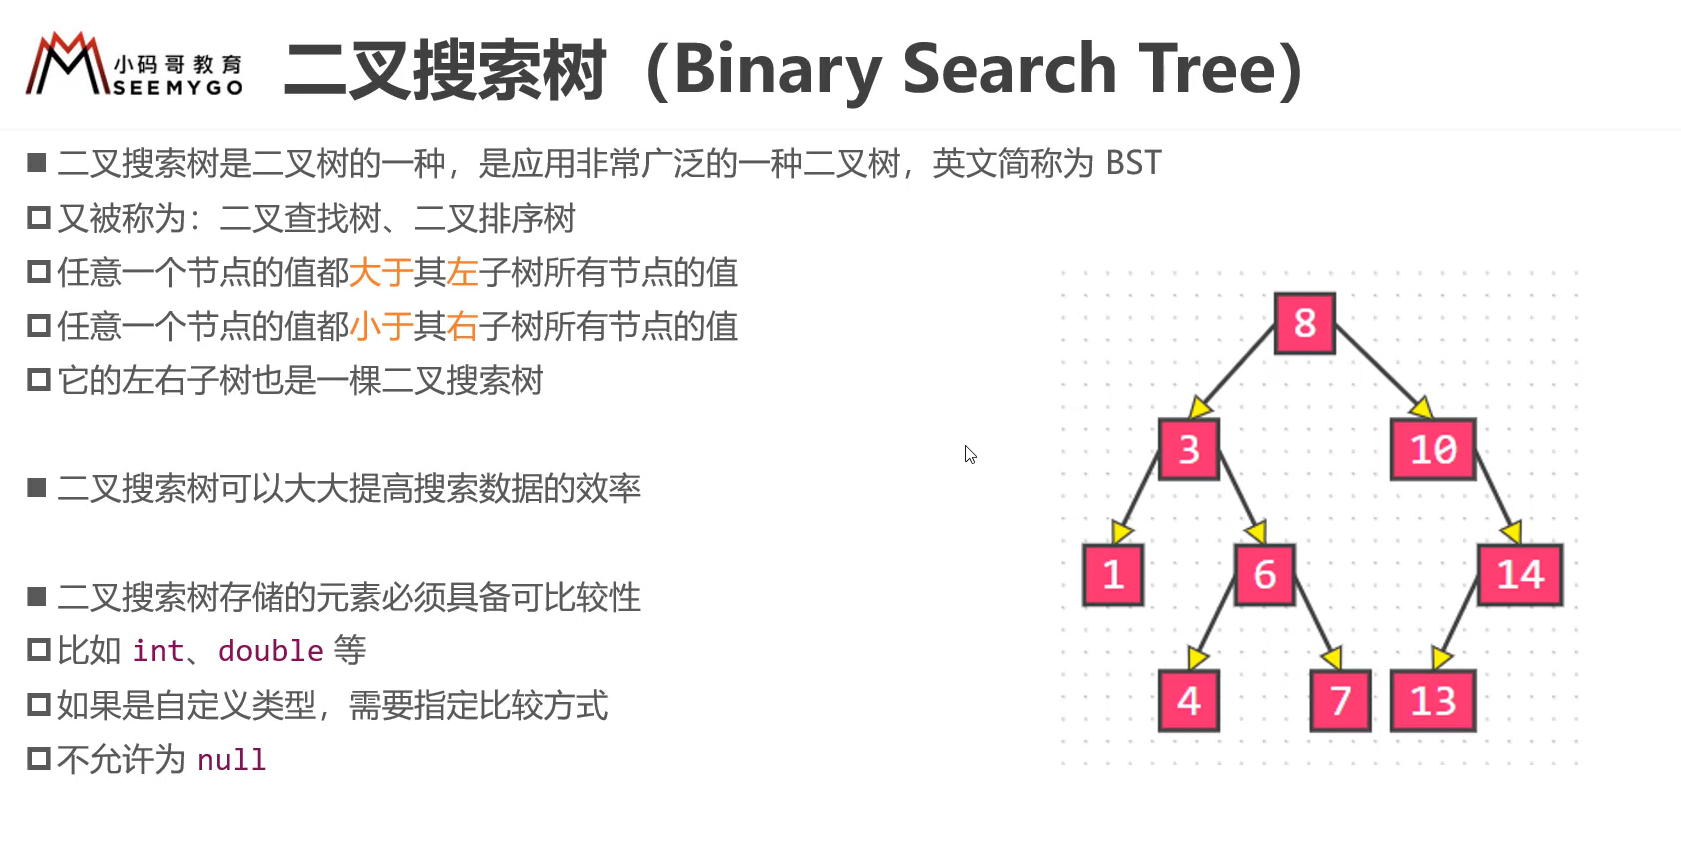 小码哥教育
SEEMYGO
二叉搜索树（Binary Search Tree）
二叉搜索树是二叉树的一种，是应用非常广泛的一种二叉树，英文简称为 BST
又被称为：二叉查找树、二叉排序树
任意一个节点的值都大于其左子树所有节点的值
任意一个节点的值都小于其右子树所有节点的值
它的左右子树也是一棵二叉搜索树
二叉搜索树可以大大提高搜索数据的效率
二叉搜索树存储的元素必须具备可比较性
比如 int、double 等
如果是自定义类型，需要指定比较方式
不允许为 null
8
3 10
1 6 14
4 7 13